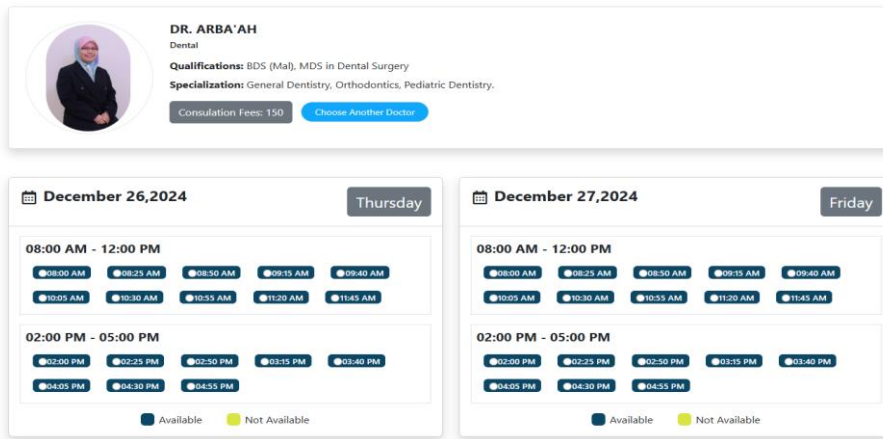 DR. ARBA'AH
Dental
Qualifications: BDS (Mal), MDS in Dental Surgery
Specialization: General Dentistry, Orthodontics, Pediatric Dentistry.
Consulation Fees: 150 Choose Another Doctor
December 26,2024 Thursday
08:00 AM - 12:00 PM
08:00 AM 08:25 AM 08:50 AM 09:15 AM 09:40 AM
10:05 AM 10:30 AM 10:55 AM 11:20 AM 11:45 AM
02:00 PM - 05:00 PM
02:00 PM 02:25 PM 02:50 PM 03:15 PM 03:40 PM
04:05 PM 04:30 PM 04:55 PM
Available Not Available
December 27,2024 Friday
08:00 AM - 12:00 PM
08:00 AM 08:25 AM 08:50 AM 09:15 AM 09:40 AM
10:05 AM 10:30 AM 10:55 AM 11:20 AM 11:45 AM
02:00 PM - 05:00 PM
02:00 PM 02:25 PM 02:50 PM 03:15 PM 03:40 PM
04:05 PM 04:30 PM 04:55 PM
Available Not Available